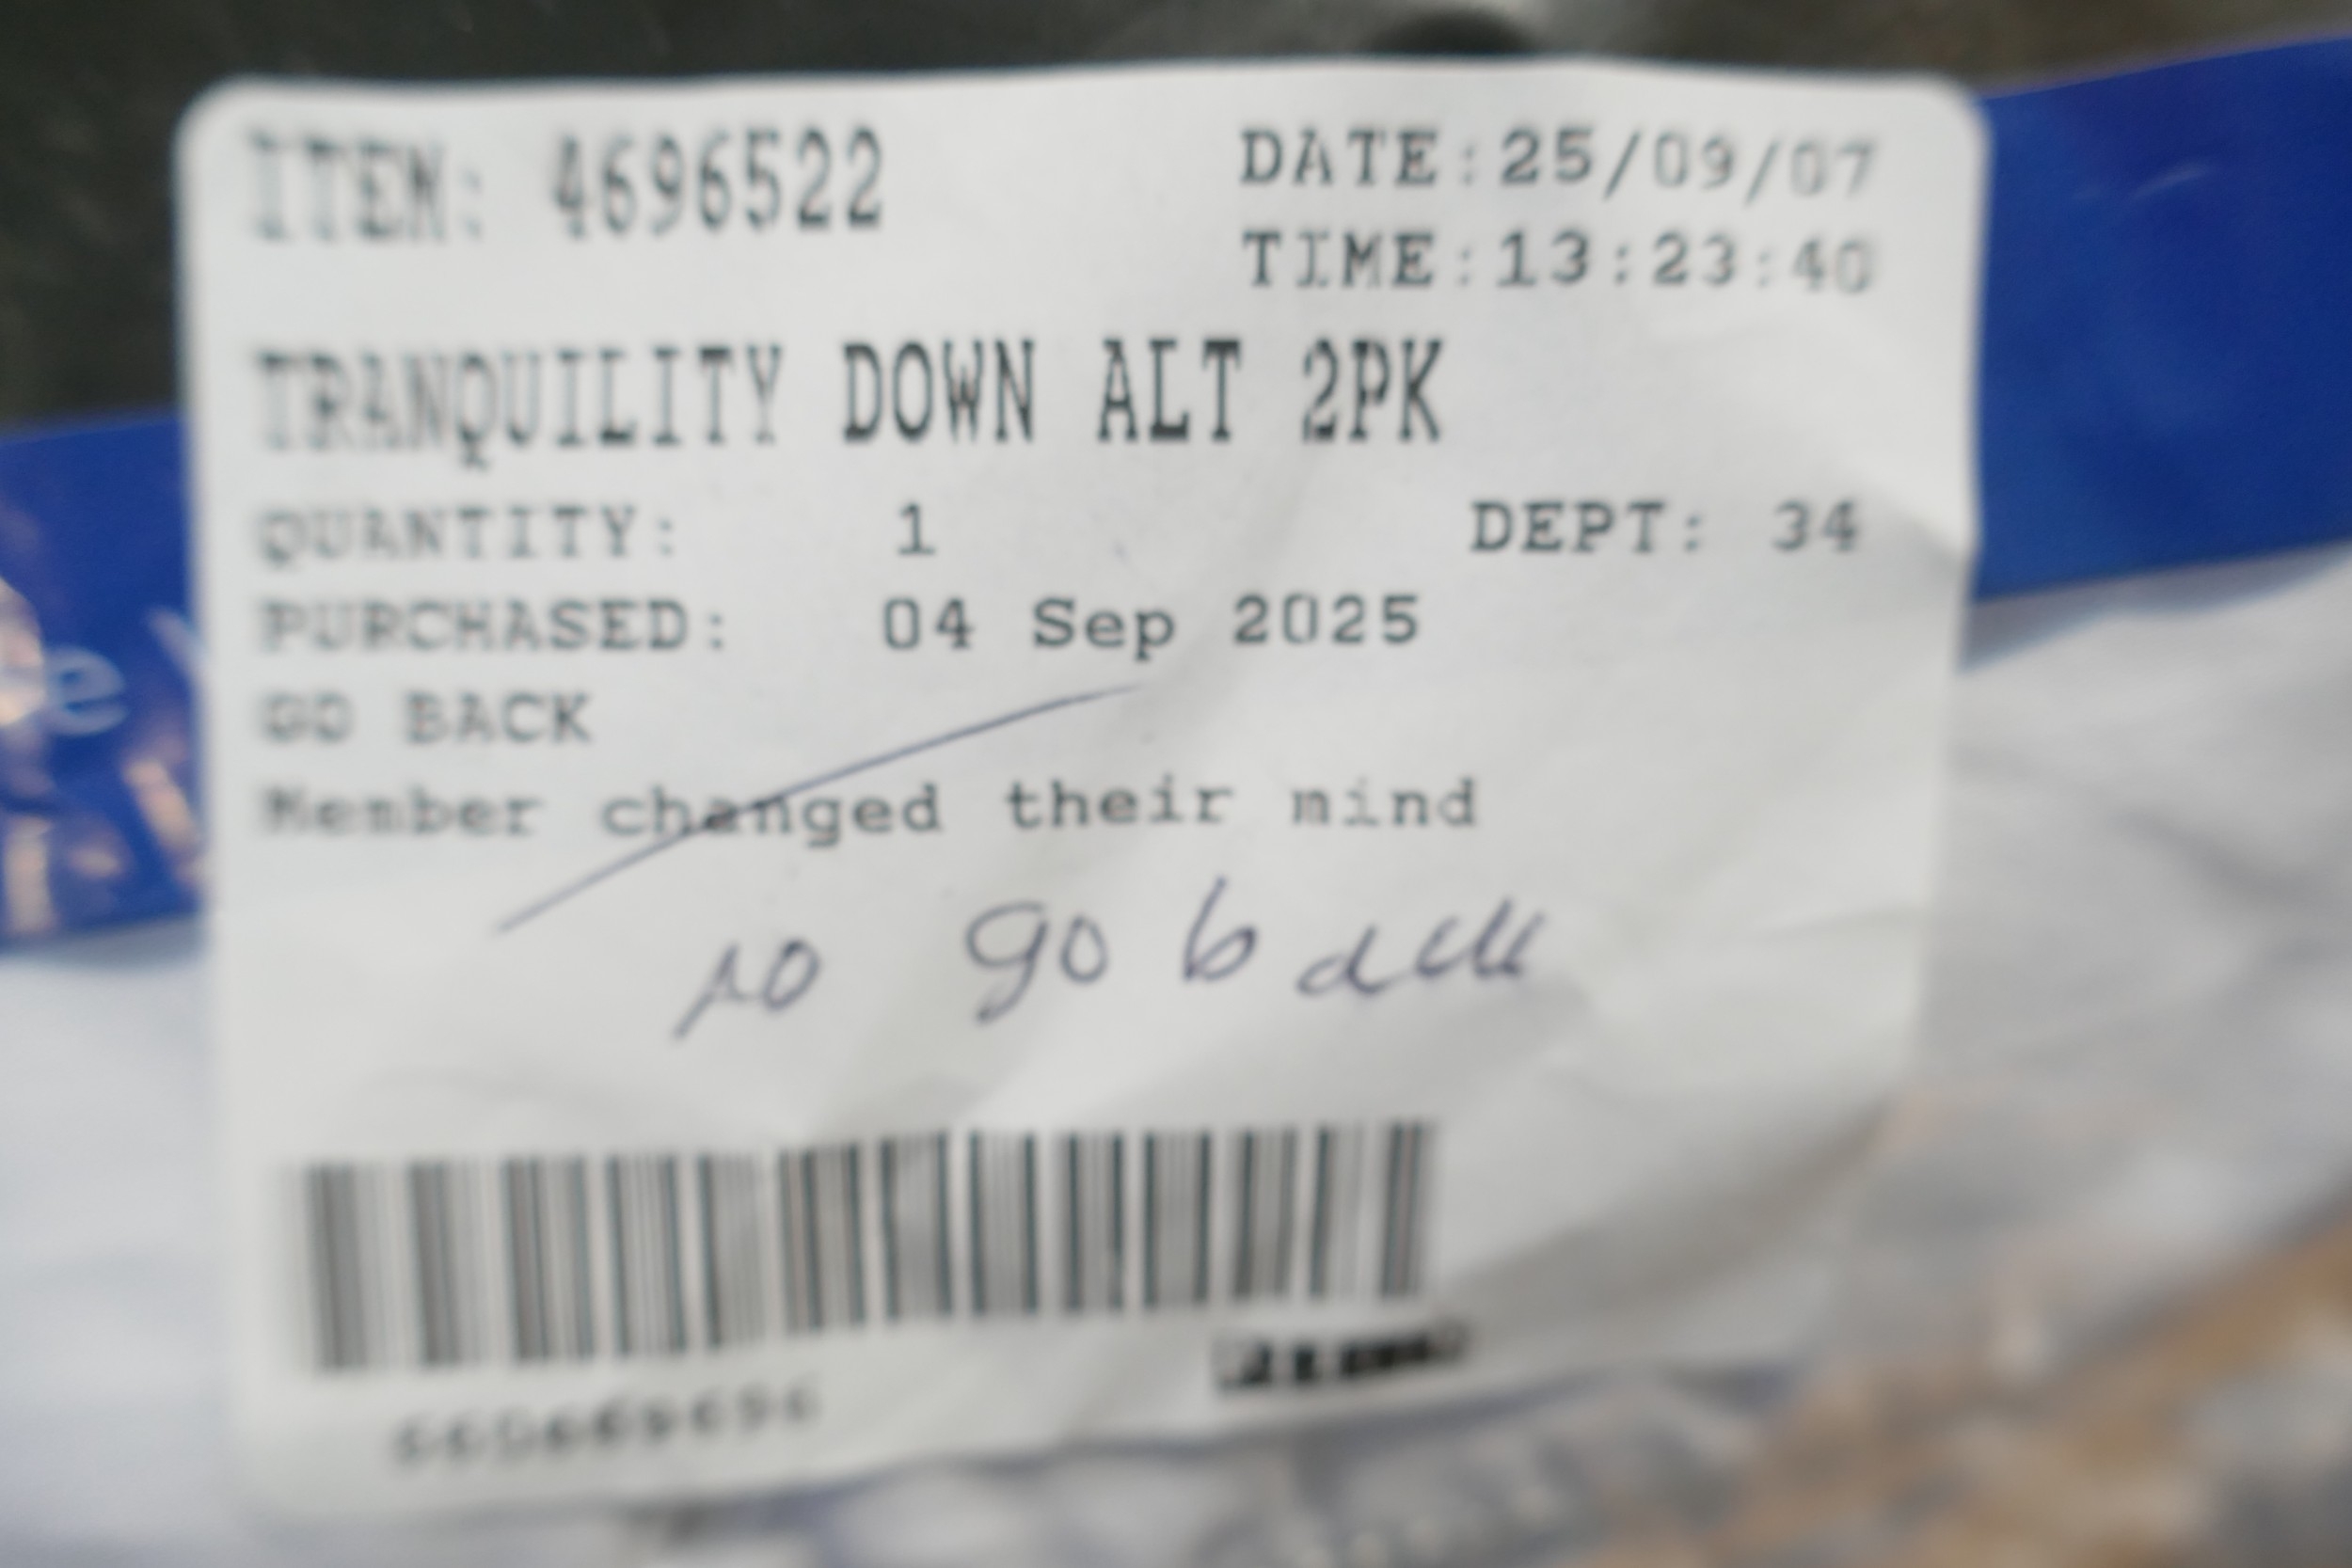 ITEM: 4696522
DATE:25/09/07
TIME:13:23:40
TRANQUILITY DOWN ALT 2PK
QUANTITY: 1 DEPT: 34
PURCHASED: 04 Sep 2025
GO BACK
Member changed their mind
no go back
e